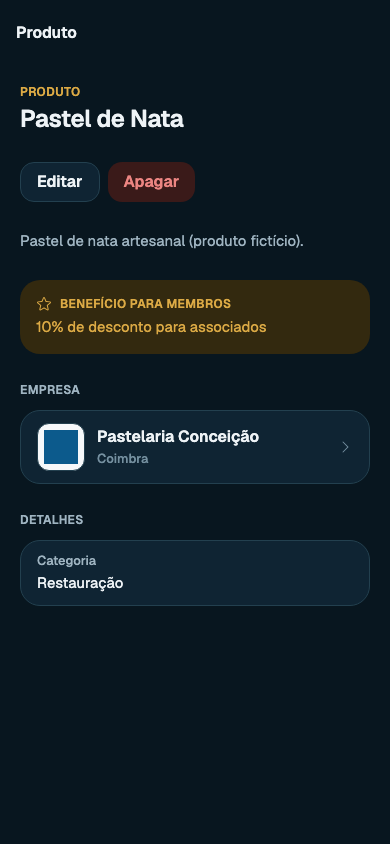 Produto
PRODUTO
Pastel de Nata
Editar
Apagar
Pastel de nata artesanal (produto fictício).
BENEFÍCIO PARA MEMBROS
10% de desconto para associados
EMPRESA
Pastelaria Conceição
Coimbra
DETALHES
Categoria
Restauração